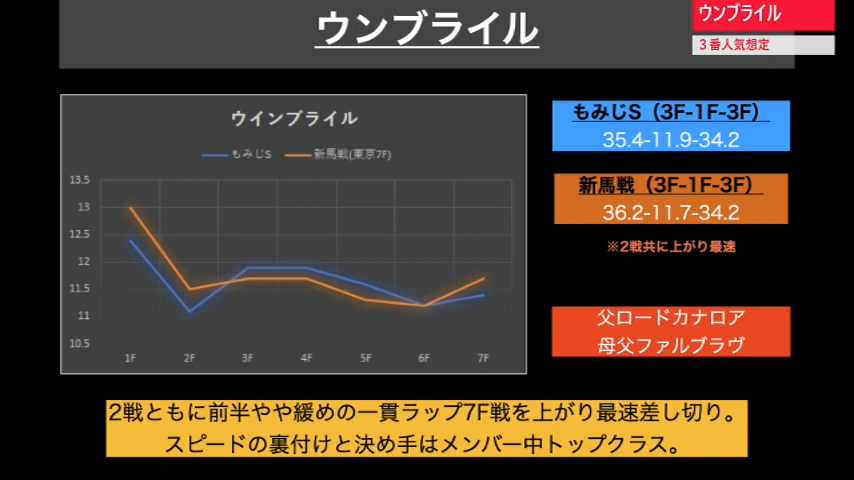 ウンブライル
ウンブライル
3番人気想定
ウインブライル
もみじS
新馬戦(東京7F)
13.5
13
12.5
12
11.5
11
10.5
1F 2F 3F 4F 5F 6F 7F
もみじS（3F-1F-3F）
35.4-11.9-34.2
新馬戦（3F-1F-3F）
36.2-11.7-34.2
※2戦共に上がり最速
父ロードカナロア
母父ファルブラヴ
2戦ともに前半やや緩めの一貫ラップ7F戦を上がり最速差し切り。
スピードの裏付けと決め手はメンバー中トップクラス。